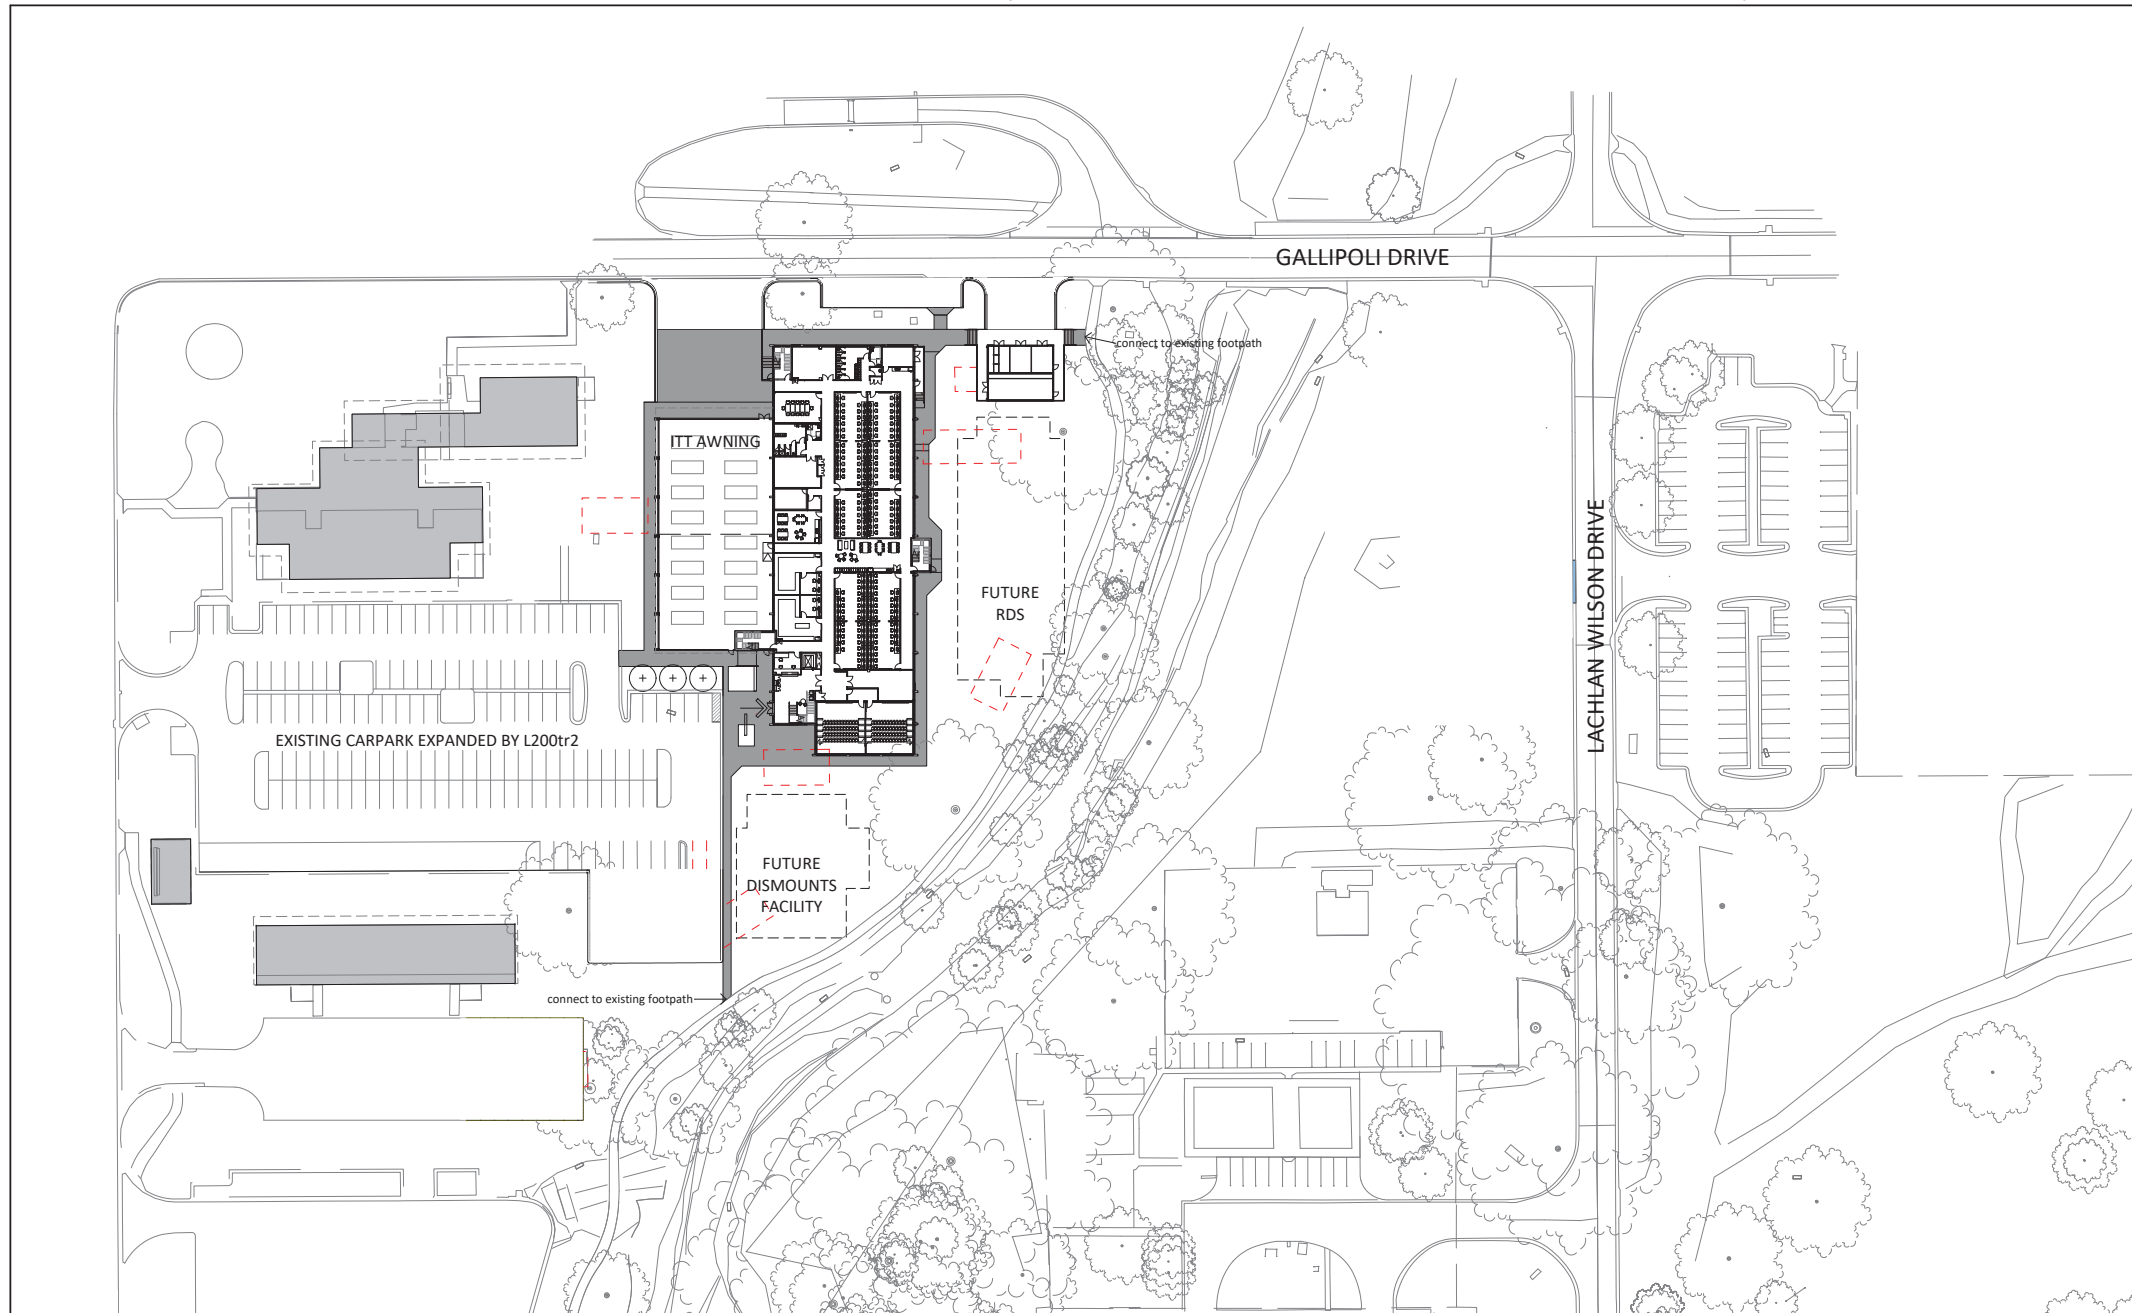 GALLIPOLI DRIVE
connect to existing footpath
ITT AWNING
LACHLAN WILSON DRIVE
FUTURE
RDS
EXISTING CARPARK EXPANDED BY L200tr2
FUTURE
DISMOUNTS
FACILITY
connect to existing footpath